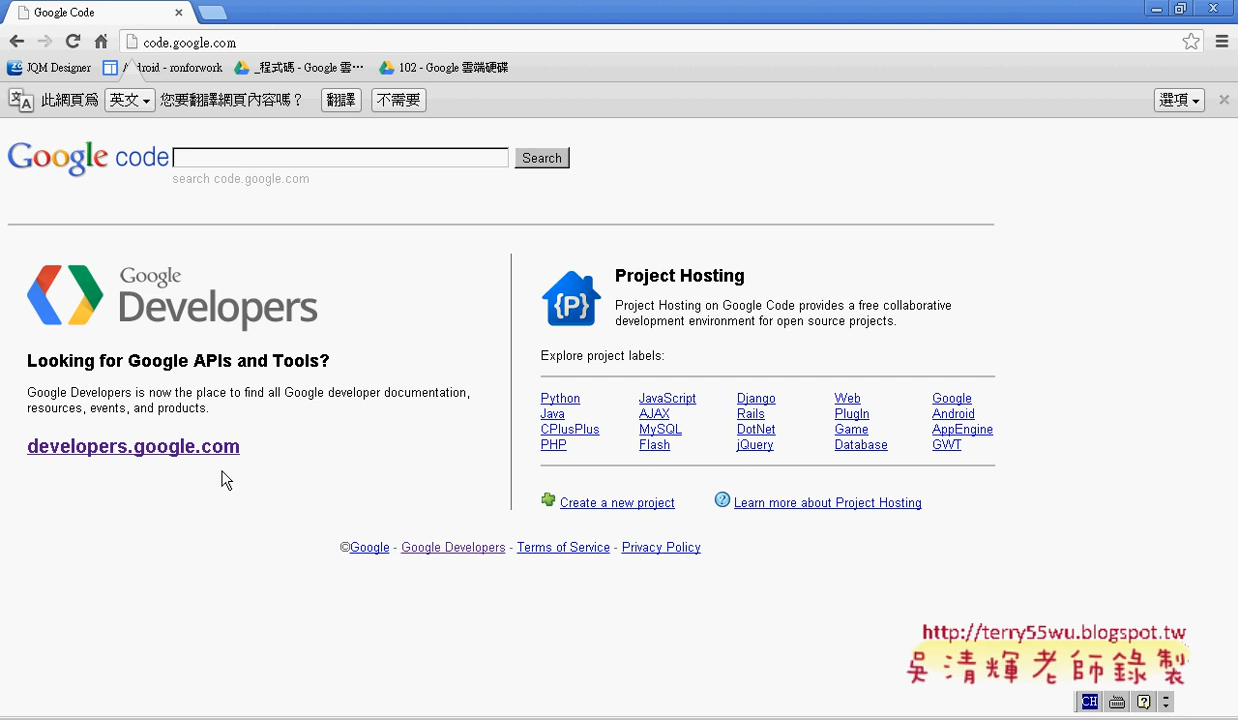 Google Code
code.google.com
JQM Designer
Android - ronforwork
_程式碼 - Google 雲…
102 - Google 雲端硬碟
此網頁為 英文 您要翻譯網頁內容嗎？ 翻譯 不需要 選項
Google code Search
search code.google.com
Google
Developers
Looking for Google APIs and Tools?
Google Developers is now the place to find all Google developer documentation,
resources, events, and products.
developers.google.com
{P}
Project Hosting
Project Hosting on Google Code provides a free collaborative
development environment for open source projects.
Explore project labels:
Python JavaScript Django Web Google
Java AJAX Rails PlugIn Android
CPlusPlus MySQL DotNet Game AppEngine
PHP Flash jQuery Database GWT
Create a new project Learn more about Project Hosting
©Google - Google Developers - Terms of Service - Privacy Policy
http://terry55wu.blogspot.tw
吳清輝老師錄製
CH